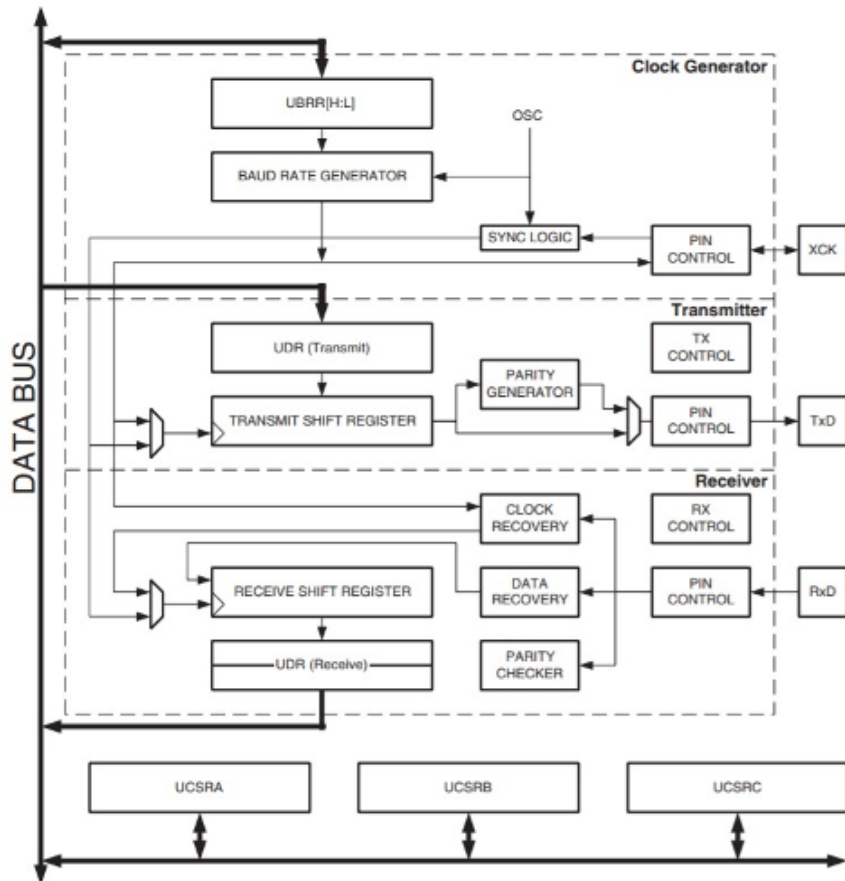 Clock Generator
UBRR[H:L]
OSC
BAUD RATE GENERATOR
SYNC LOGIC
PIN
CONTROL
XCK
DATA BUS
Transmitter
UDR (Transmit)
TX
CONTROL
PARITY
GENERATOR
TRANSMIT SHIFT REGISTER
PIN
CONTROL
TxD
Receiver
CLOCK
RECOVERY
RX
CONTROL
RECEIVE SHIFT REGISTER
DATA
RECOVERY
PIN
CONTROL
RxD
UDR (Receive)
PARITY
CHECKER
UCSRA
UCSRB
UCSRC